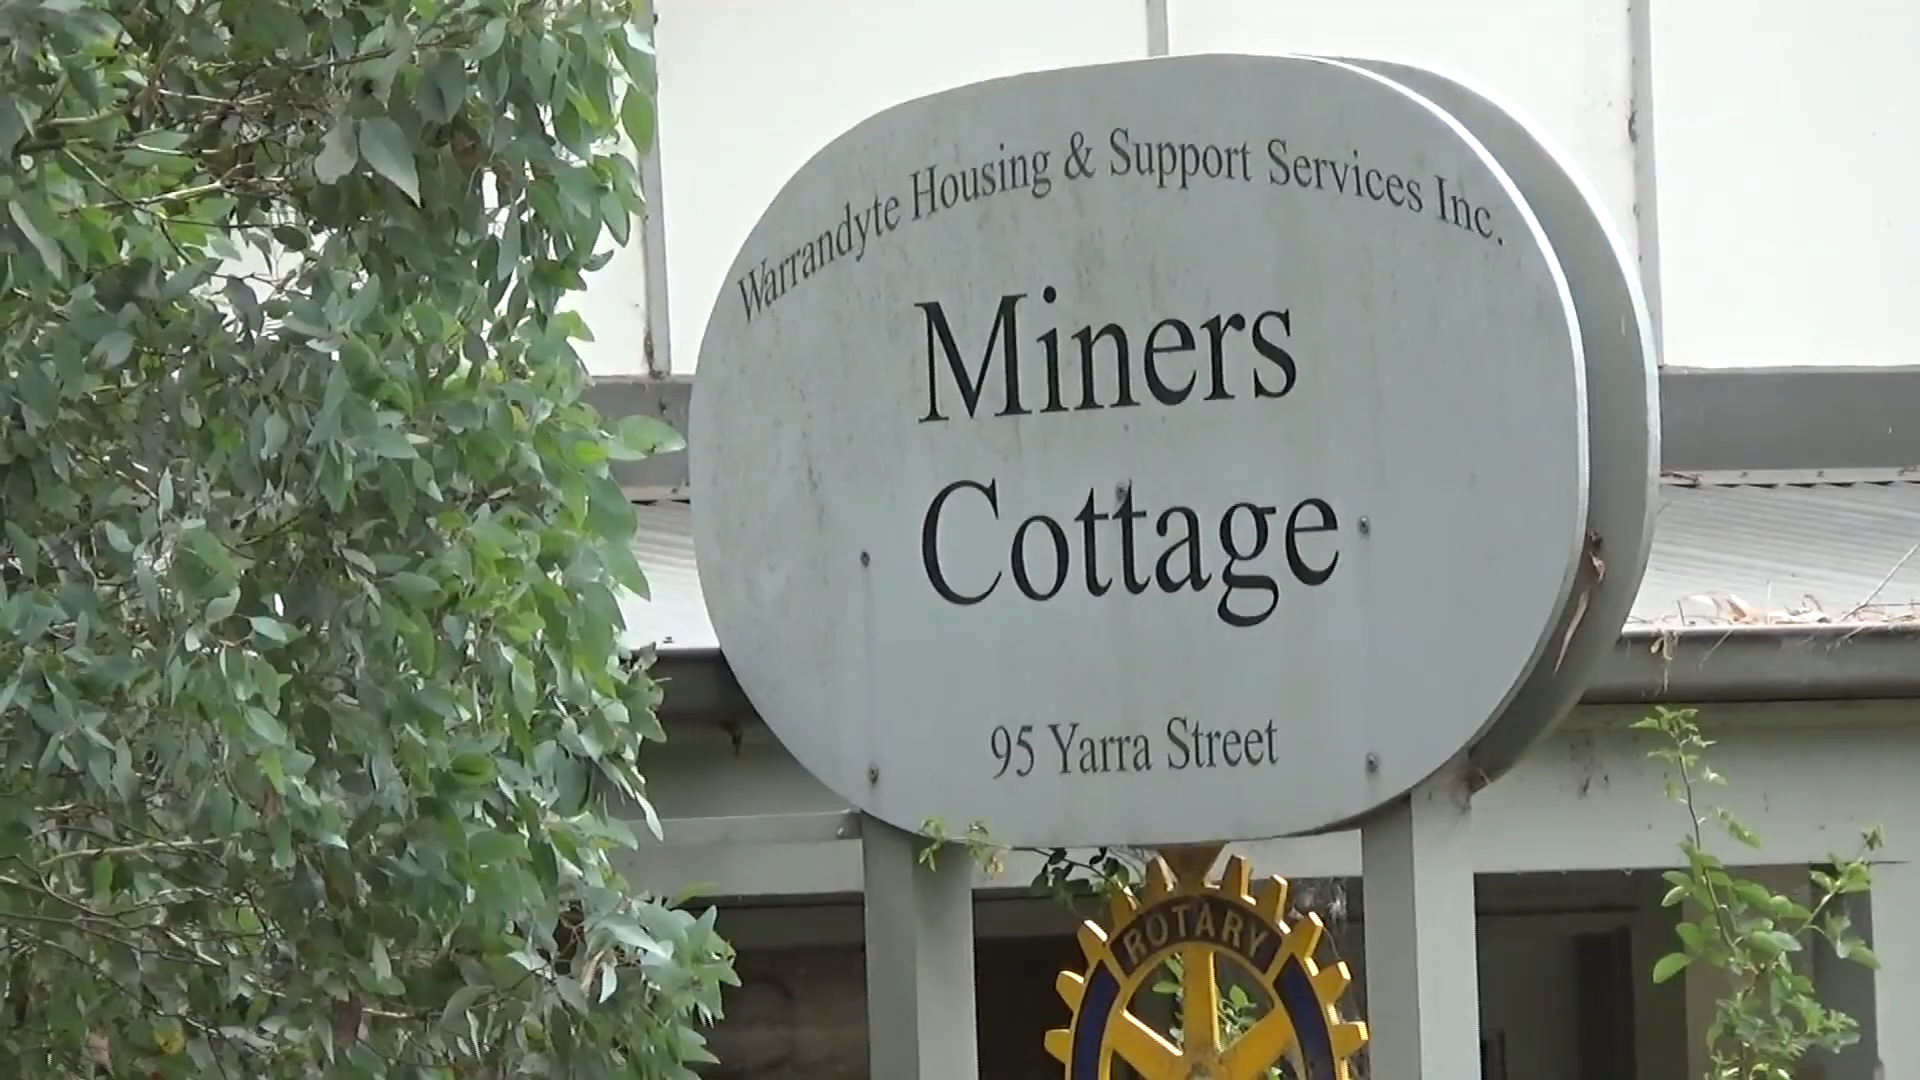 Warrandyte Housing & Support Services Inc.
Miners
Cottage
95 Yarra Street
ROTARY